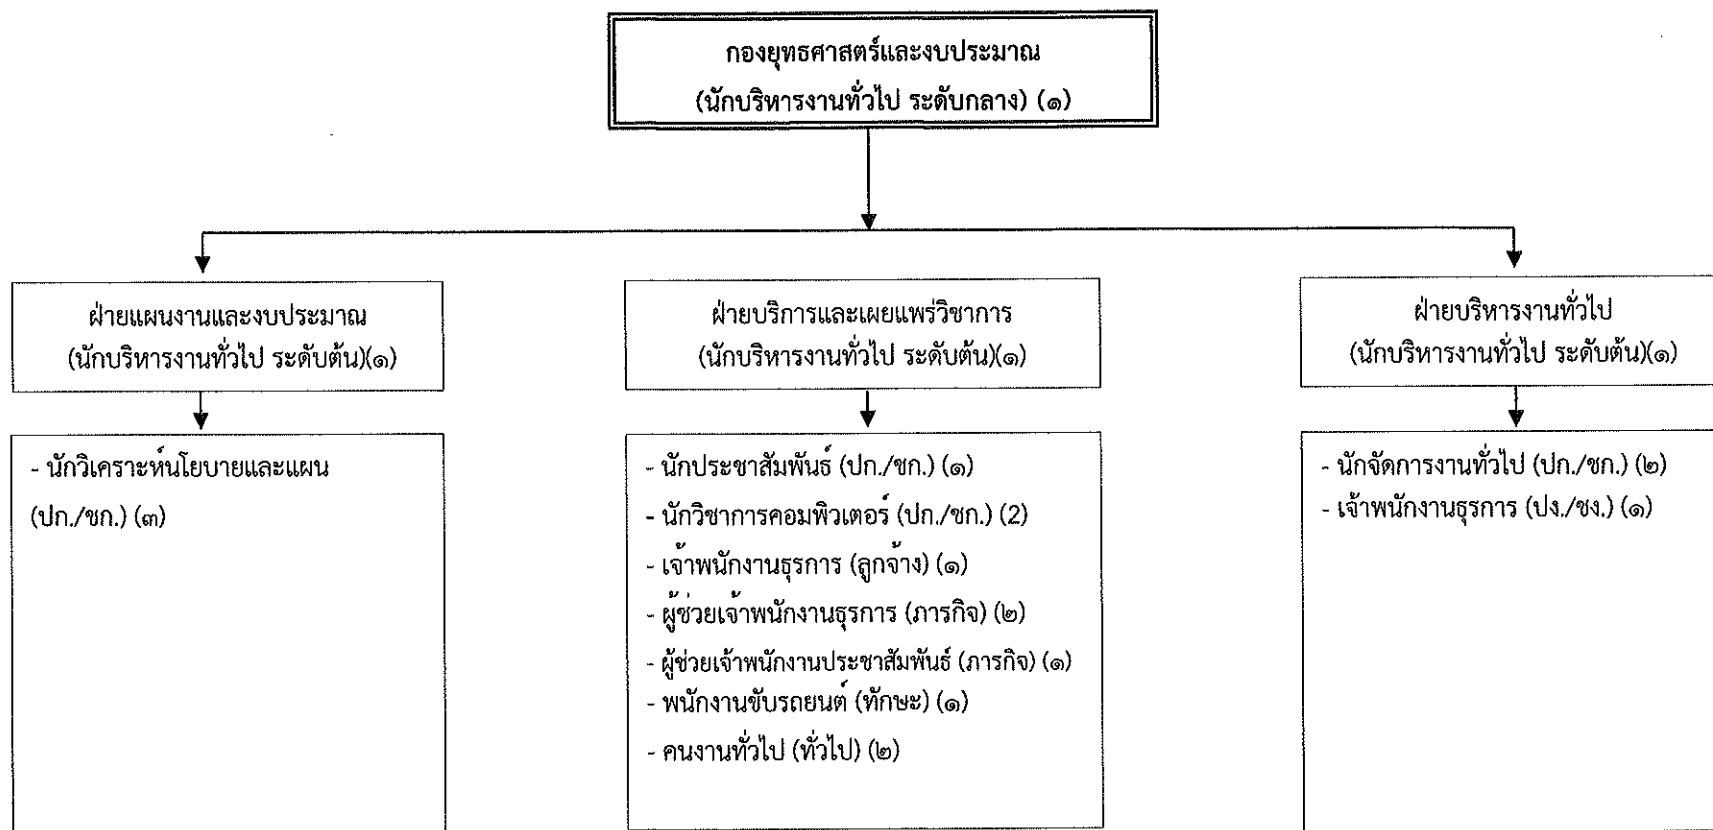 กองยุทธศาสตร์และงบประมาณ
(นักบริหารงานทั่วไป ระดับกลาง) (๑)
ฝ่ายแผนงานและงบประมาณ
(นักบริหารงานทั่วไป ระดับต้น)(๑)
- นักวิเคราะห์นโยบายและแผน
(ปก./ชก.) (๓)
ฝ่ายบริการและเผยแพร่วิชาการ
(นักบริหารงานทั่วไป ระดับต้น)(๑)
- นักประชาสัมพันธ์ (ปก./ชก.) (๑)
- นักวิชาการคอมพิวเตอร์ (ปก./ชก.) (2)
- เจ้าพนักงานธุรการ (ลูกจ้าง) (๑)
- ผู้ช่วยเจ้าพนักงานธุรการ (ภารกิจ) (๒)
- ผู้ช่วยเจ้าพนักงานประชาสัมพันธ์ (ภารกิจ) (๑)
- พนักงานขับรถยนต์ (ทักษะ) (๑)
- คนงานทั่วไป (ทั่วไป) (๒)
ฝ่ายบริหารงานทั่วไป
(นักบริหารงานทั่วไป ระดับต้น)(๑)
- นักจัดการงานทั่วไป (ปก./ชก.) (๒)
- เจ้าพนักงานธุรการ (ปง./ชง.) (๑)